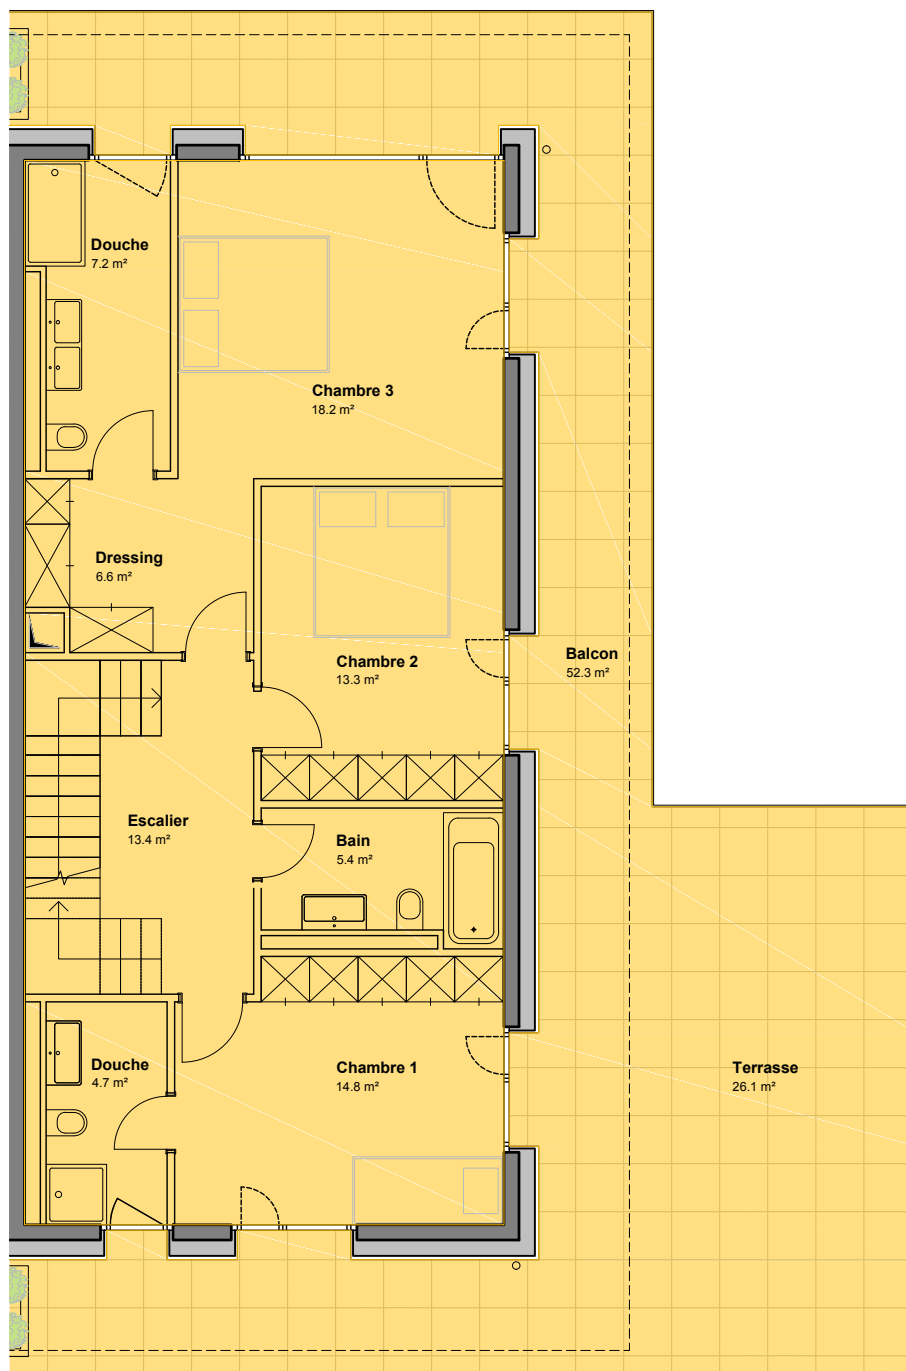 Douche
7.2 m²
Chambre 3
18.2 m²
Dressing
6.6 m²
Chambre 2
13.3 m²
Balcon
52.3 m²
Escalier
13.4 m²
Bain
5.4 m²
Douche
4.7 m²
Chambre 1
14.8 m²
Terrasse
26.1 m²